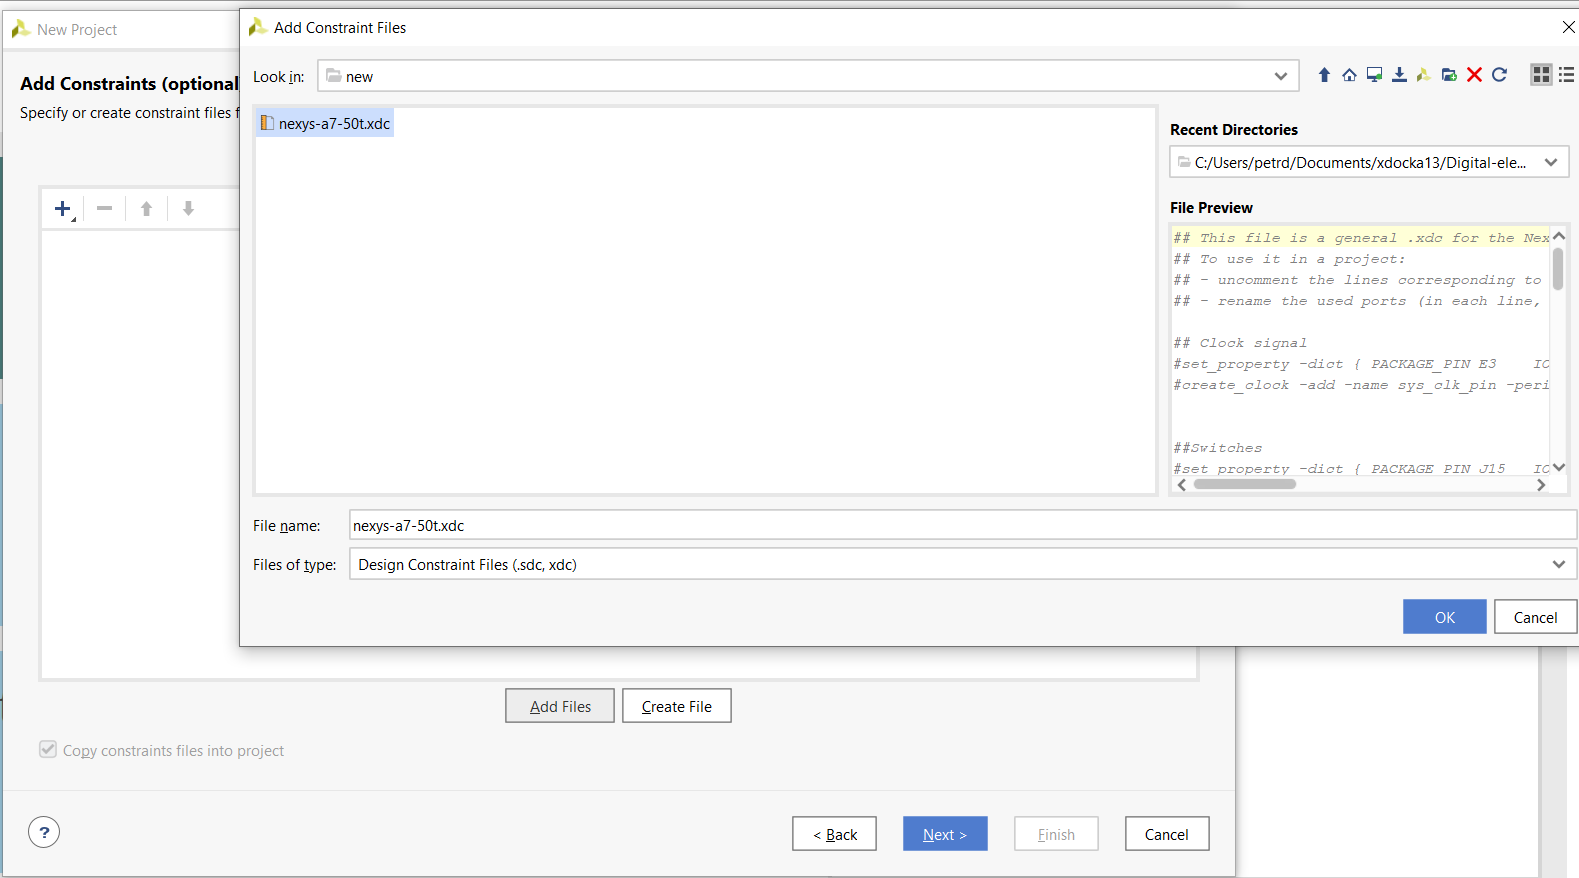 New Project
Add Constraints (optional
Specify or create constraint files f
Add Constraint Files
Look in:
new
nexys-a7-50t.xdc
Recent Directories
C:/Users/petrd/Documents/xdocka13/Digital-ele...
File Preview
## This file is a general .xdc for the Nex
## To use it in a project:
## - uncomment the lines corresponding to
## - rename the used ports (in each line,
## Clock signal
#set_property -dict { PACKAGE_PIN E3 IO
#create_clock -add -name sys_clk_pin -peri
##Switches
#set_property -dict { PACKAGE_PIN J15 IO
File name:
nexys-a7-50t.xdc
Files of type:
Design Constraint Files (.sdc, xdc)
OK
Cancel
Add Files
Create File
Copy constraints files into project
?
< Back
Next >
Finish
Cancel